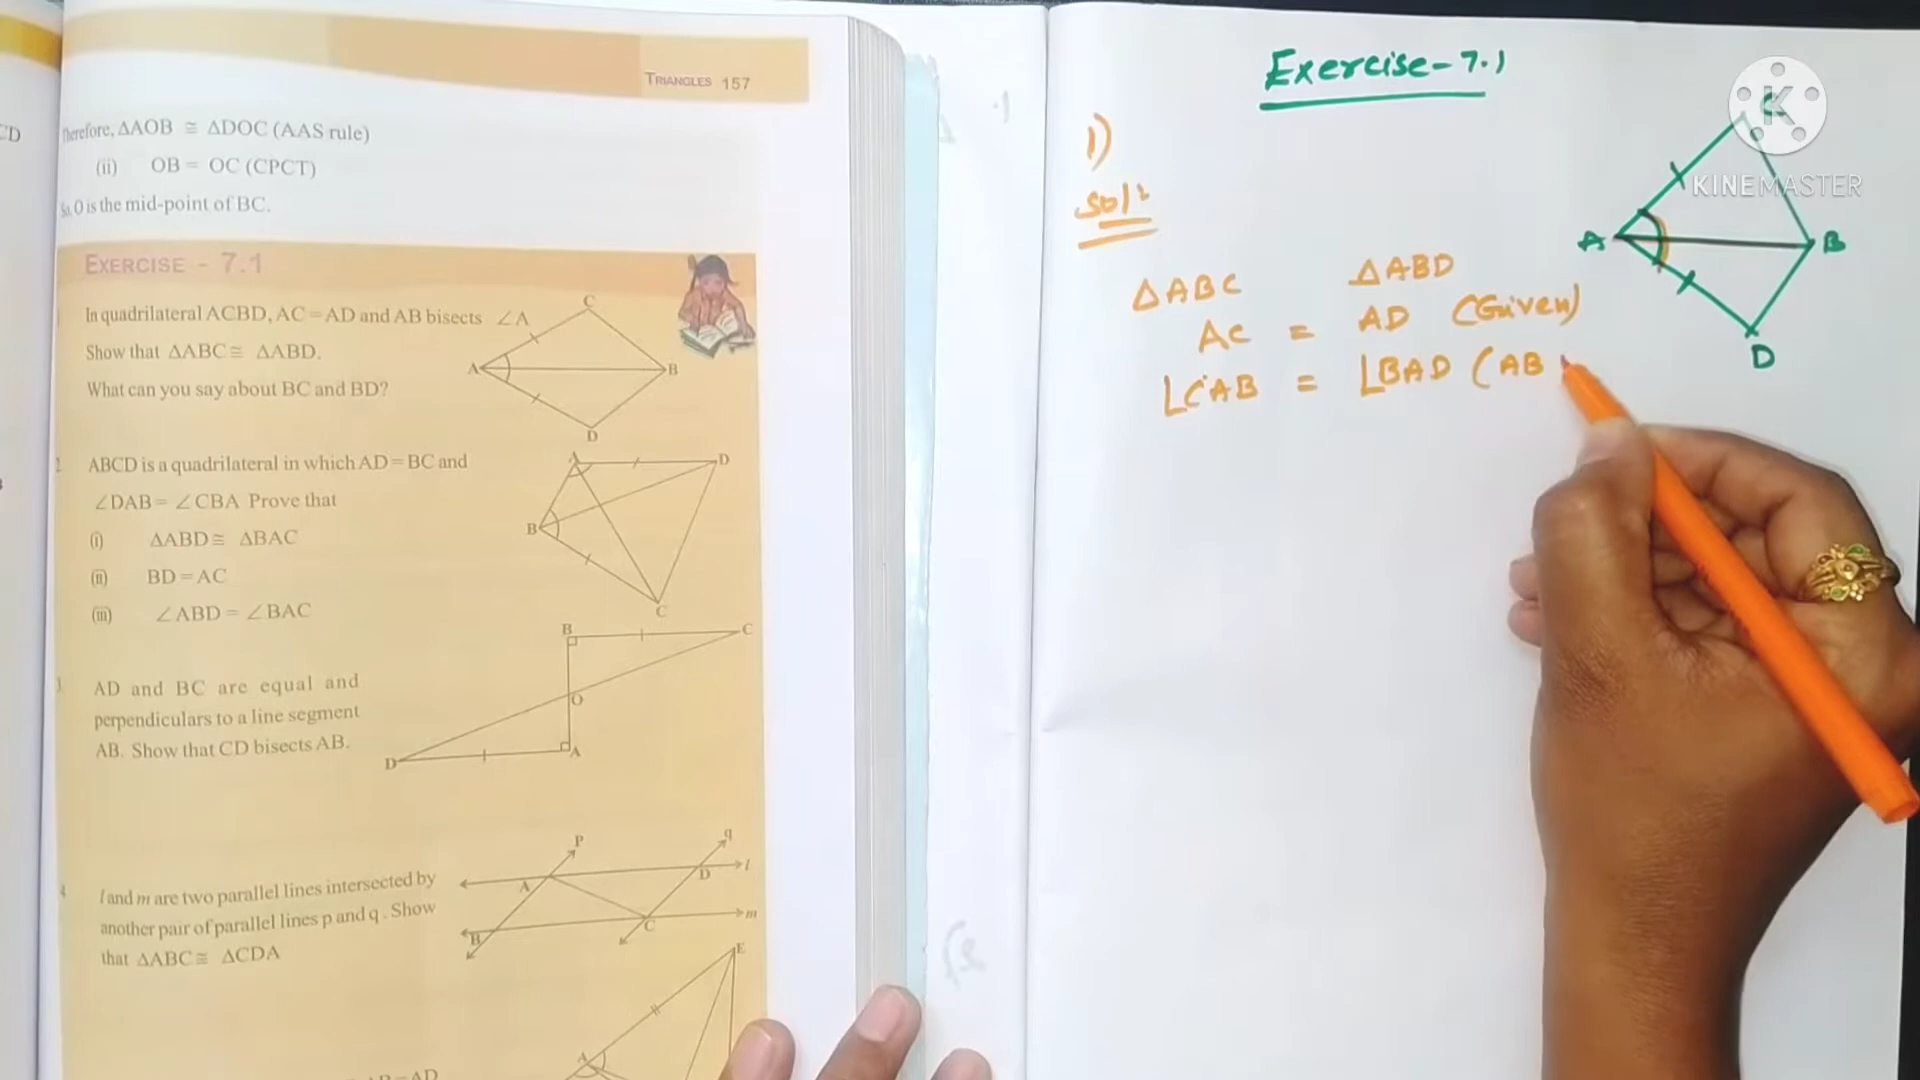 CD
TRIANGLES 157
Therefore, ΔAOB ≅ ΔDOC (AAS rule)
(ii) OB = OC (CPCT)
So, O is the mid-point of BC.
EXERCISE - 7.1
In quadrilateral ACBD, AC = AD and AB bisects ∠A
Show that ΔABC ≅ ΔABD.
What can you say about BC and BD?
C
A
B
D
2. ABCD is a quadrilateral in which AD = BC and
∠DAB = ∠CBA Prove that
(i) ΔABD ≅ ΔBAC
(ii) BD = AC
(iii) ∠ABD = ∠BAC
A
D
B
C
3. AD and BC are equal and
perpendiculars to a line segment
AB. Show that CD bisects AB.
B
C
O
D
A
4. l and m are two parallel lines intersected by
another pair of parallel lines p and q. Show
that ΔABC ≅ ΔCDA
P
q
A
D
l
B
C
m
E
A
AD
Exercise-7.1
1)
Sol:
ΔABC ΔABD
AC = AD (Given)
∠CAB = ∠BAD (AB
A
B
D
K
KINEMASTER